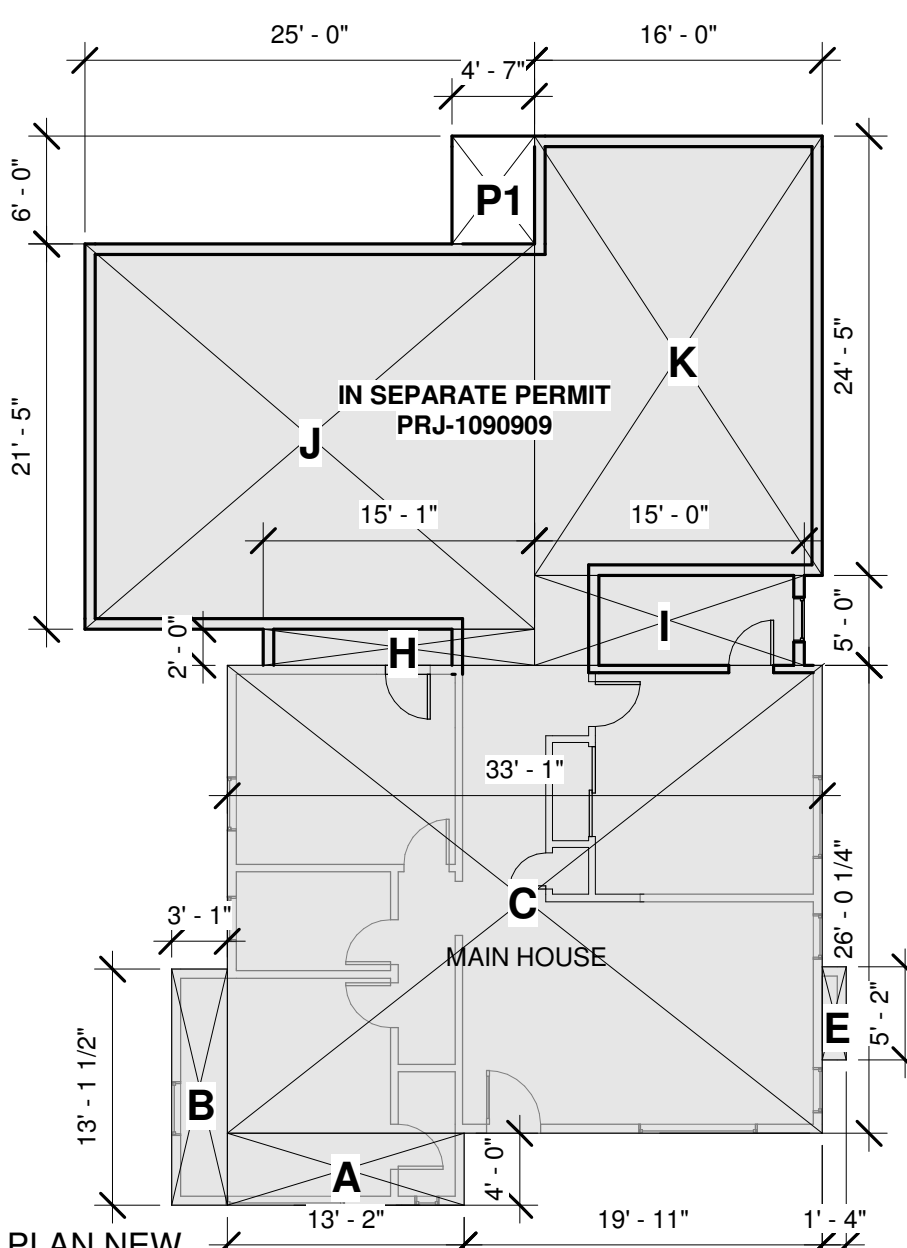 25' - 0"
16' - 0"
4' - 7"
6' - 0"
P1
K
24' - 5"
IN SEPARATE PERMIT
PRJ-1090909
J
21' - 5"
15' - 1"
15' - 0"
I
5' - 0"
2' - 0"
H
33' - 1"
C
26' - 0 1/4"
3' - 1"
MAIN HOUSE
E
5' - 2"
13' - 1 1/2"
B
A
4' - 0"
13' - 2"
19' - 11"
1' - 4"
PLAN NEW